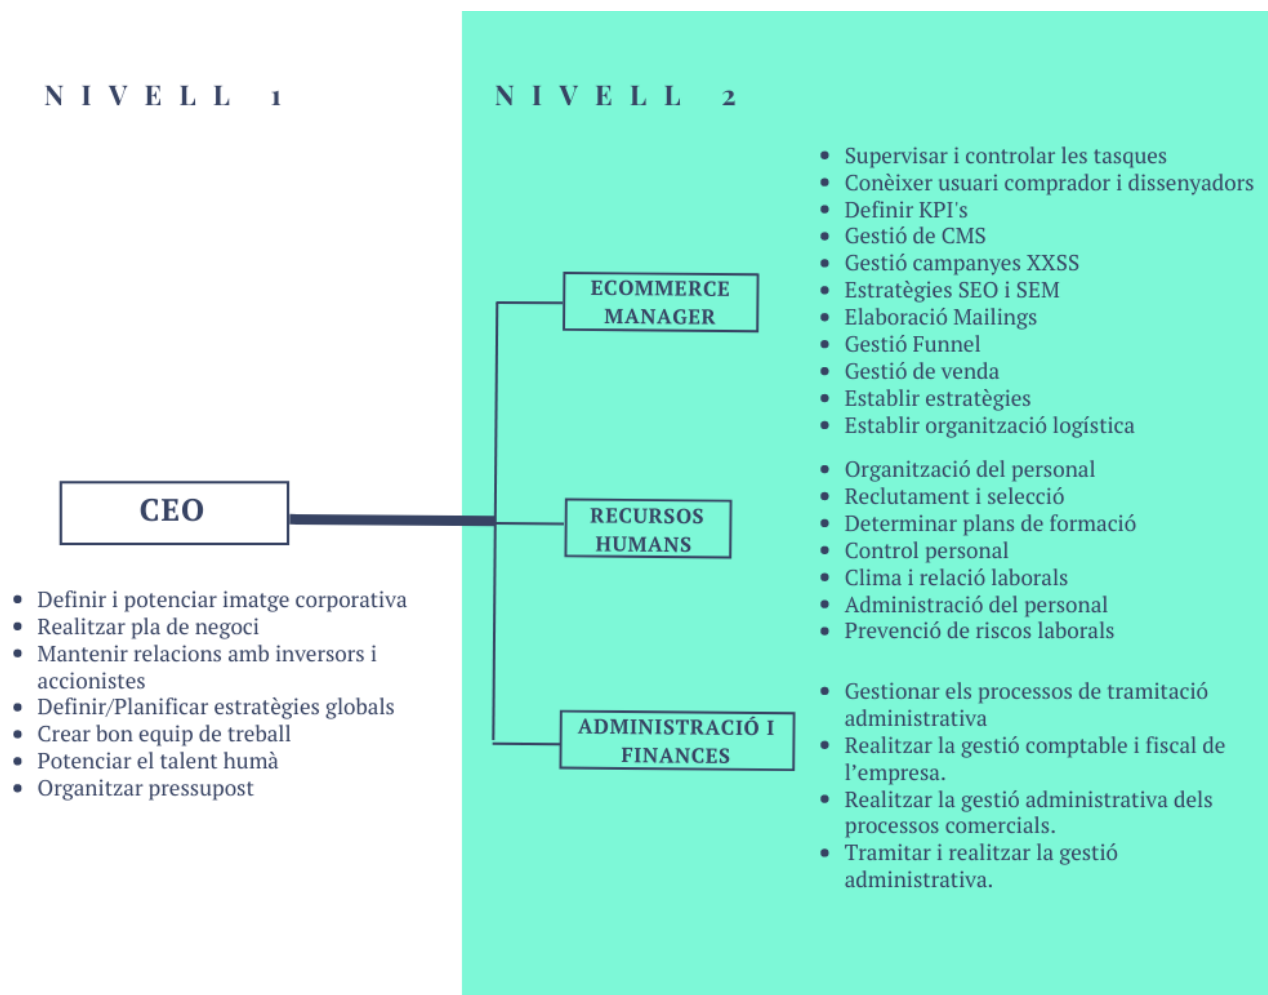 NIVELL 1
CEO
• Definir i potenciar imatge corporativa
• Realitzar pla de negoci
• Mantenir relacions amb inversors i
accionistes
• Definir/Planificar estratègies globals
• Crear bon equip de treball
• Potenciar el talent humà
• Organitzar pressupost
NIVELL 2
ECOMMERCE
MANAGER
• Supervisar i controlar les tasques
• Conèixer usuari comprador i dissenyadors
• Definir KPI's
• Gestió de CMS
• Gestió campanyes XXSS
• Estratègies SEO i SEM
• Elaboració Mailings
• Gestió Funnel
• Gestió de venda
• Establir estratègies
• Establir organització logística
RECURSOS
HUMANS
• Organització del personal
• Reclutament i selecció
• Determinar plans de formació
• Control personal
• Clima i relació laborals
• Administració del personal
• Prevenció de riscos laborals
ADMINISTRACIÓ I
FINANCES
• Gestionar els processos de tramitació
administrativa
• Realitzar la gestió comptable i fiscal de
l’empresa.
• Realitzar la gestió administrativa dels
processos comercials.
• Tramitar i realitzar la gestió
administrativa.